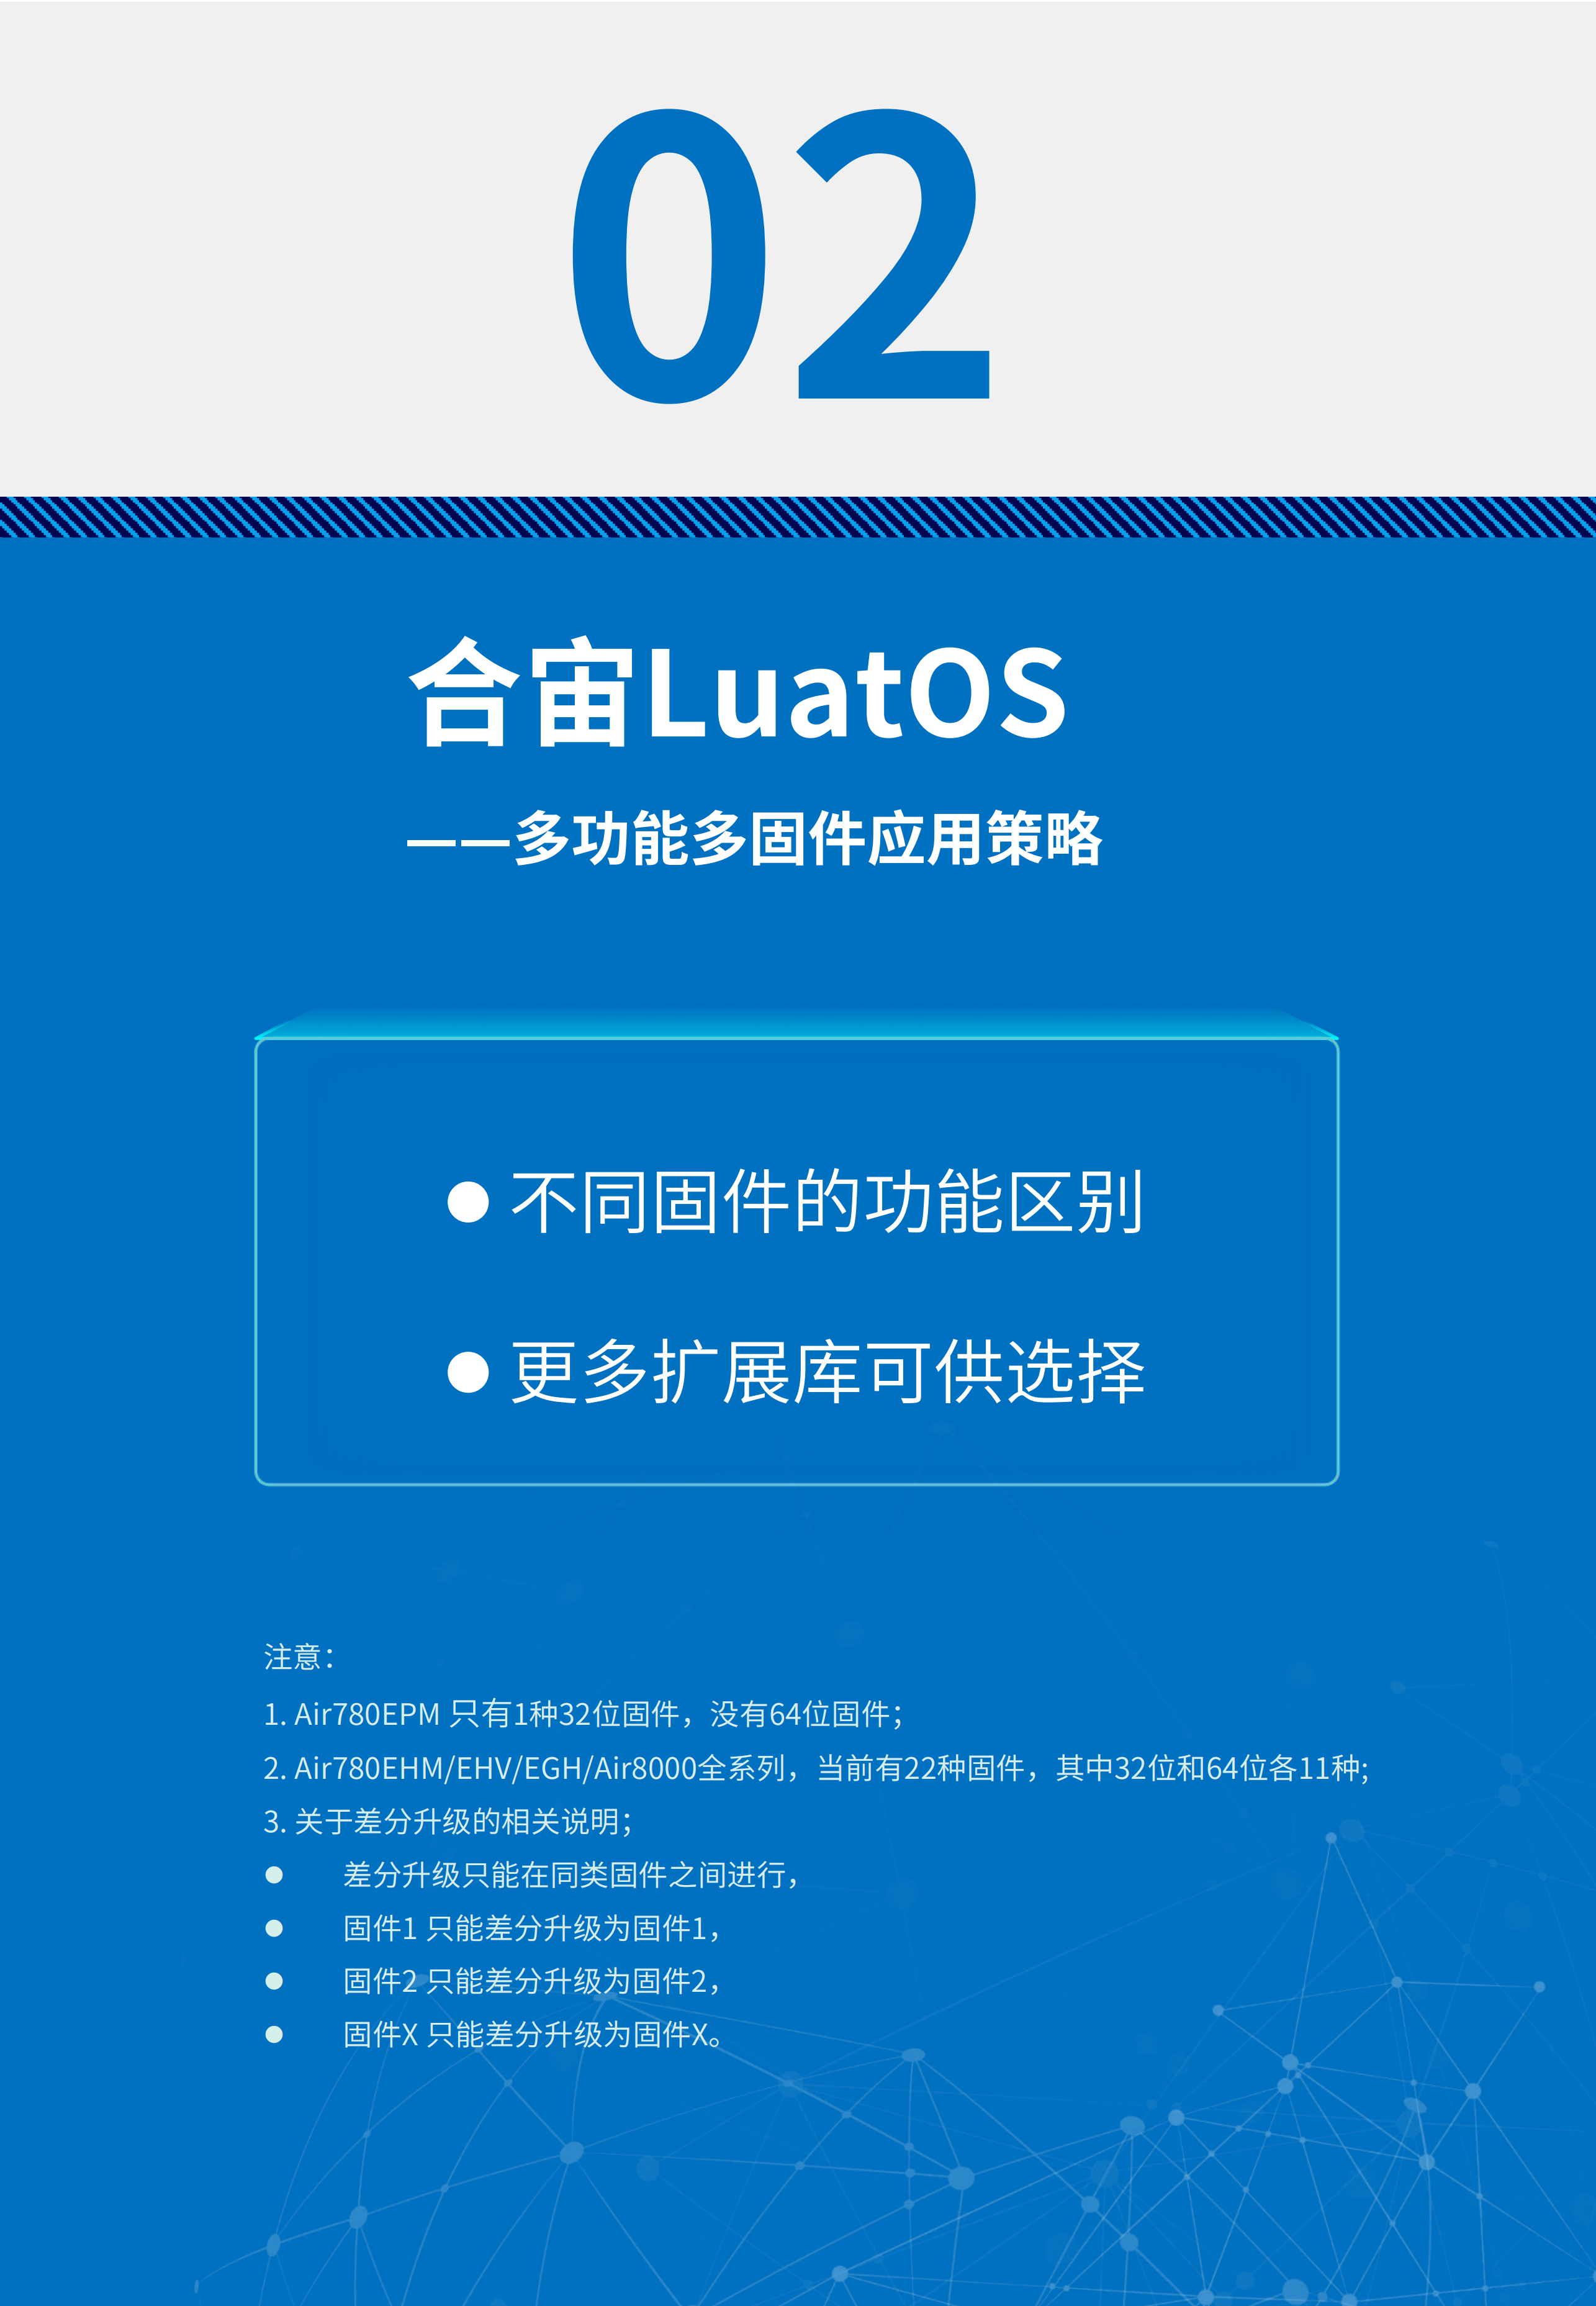 02
合宙LuatOS
——多功能多固件应用策略
● 不同固件的功能区别
● 更多扩展库可供选择
注意：
1. Air780EPM 只有1种32位固件，没有64位固件；
2. Air780EHM/EHV/EGH/Air8000全系列，当前有22种固件，其中32位和64位各11种;
3. 关于差分升级的相关说明；
● 差分升级只能在同类固件之间进行，
● 固件1 只能差分升级为固件1，
● 固件2 只能差分升级为固件2，
● 固件X 只能差分升级为固件X。